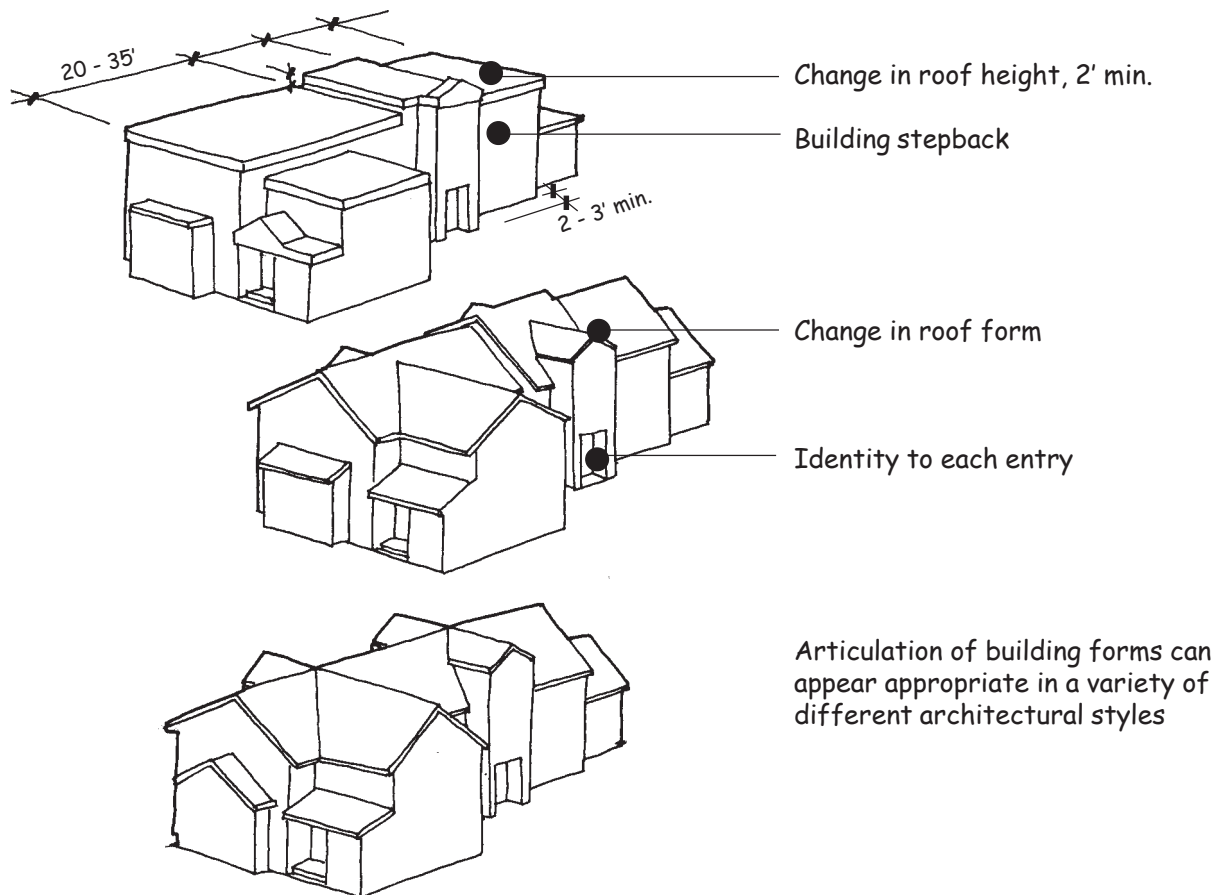 20 - 35'
Change in roof height, 2' min.
Building stepback
2 - 3' min.
Change in roof form
Identity to each entry
Articulation of building forms can
appear appropriate in a variety of
different architectural styles